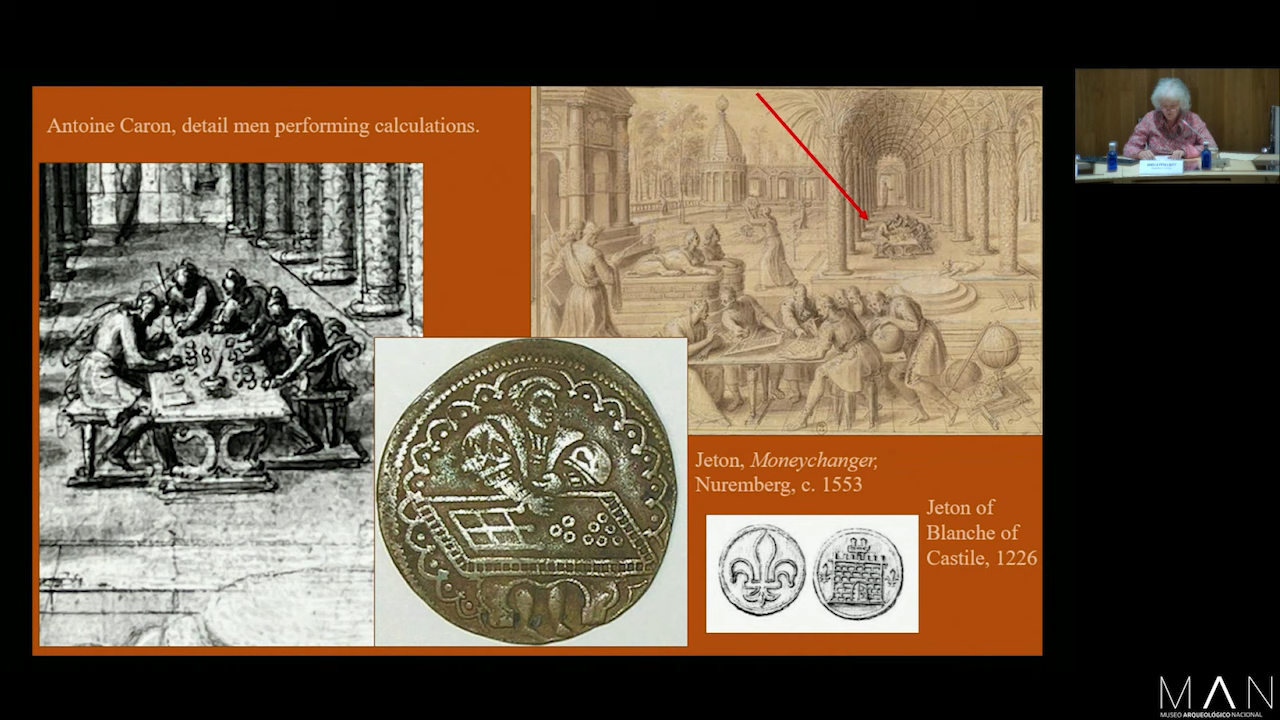 Antoine Caron, detail men performing calculations.
Jeton, Moneychanger,
Nuremberg, c. 1553
Jeton of
Blanche of
Castile, 1226
MAN
MUSEO ARQUEOLÓGICO NACIONAL